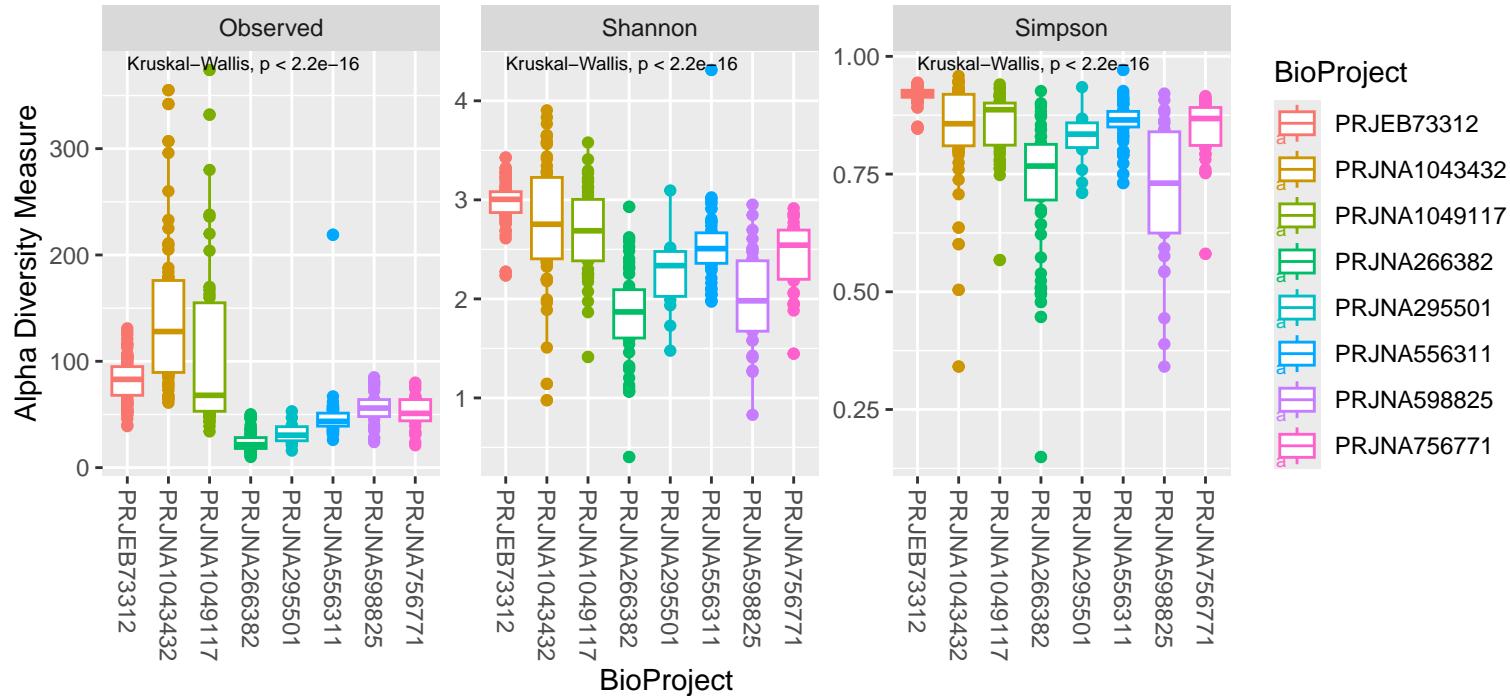 Observed
Shannon
Simpson
Kruskal−Wallis, p < 2.2e−16
Kruskal−Wallis, p < 2.2e−16
Kruskal−Wallis, p < 2.2e−16
Alpha Diversity Measure
300
200
100
0
4
3
2
1
1.00
0.75
0.50
0.25
PRJEB73312
PRJNA1043432
PRJNA1049117
PRJNA266382
PRJNA295501
PRJNA556311
PRJNA598825
PRJNA756771
PRJEB73312
PRJNA1043432
PRJNA1049117
PRJNA266382
PRJNA295501
PRJNA556311
PRJNA598825
PRJNA756771
PRJEB73312
PRJNA1043432
PRJNA1049117
PRJNA266382
PRJNA295501
PRJNA556311
PRJNA598825
PRJNA756771
BioProject
BioProject
a PRJEB73312
a PRJNA1043432
a PRJNA1049117
a PRJNA266382
a PRJNA295501
a PRJNA556311
a PRJNA598825
a PRJNA756771